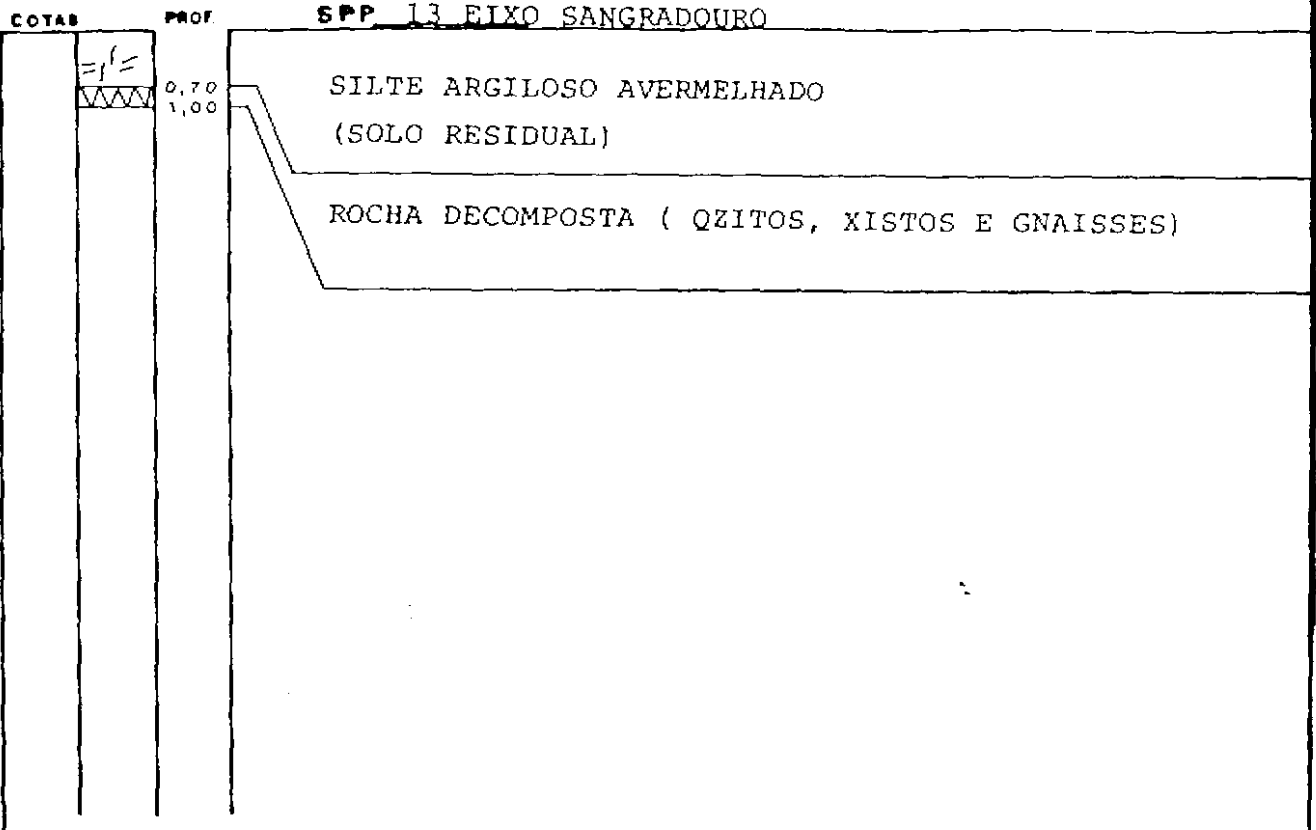 COTAS PROF. SPP 13 EIXO SANGRADOURO
0,70 SILTE ARGILOSO AVERMELHADO
1,00
(SOLO RESIDUAL)
ROCHA DECOMPOSTA ( QZITOS, XISTOS E GNAISSES)